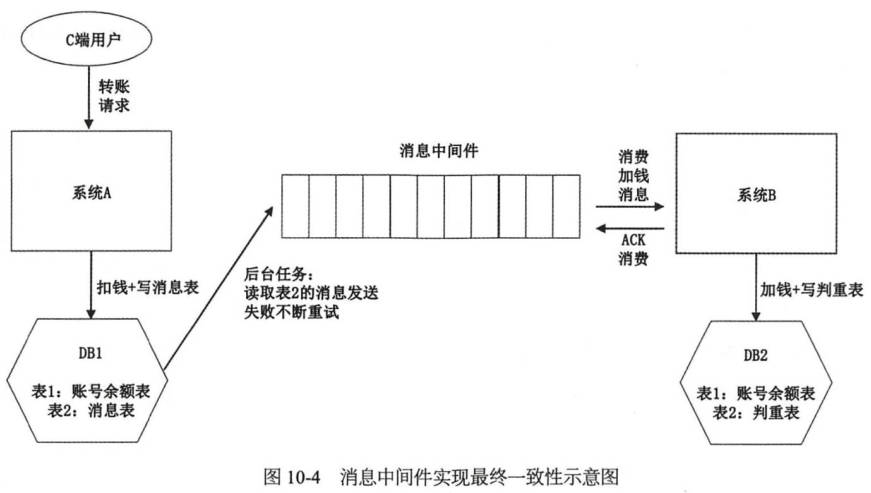 C端用户
转账
请求
系统A
扣钱+写消息表
DB1
表1：账号余额表
表2：消息表
后台任务：
读取表2的消息发送
失败不断重试
消息中间件
消费
加钱
消息
ACK
消费
系统B
加钱+写判重表
DB2
表1：账号余额表
表2：判重表
图 10-4 消息中间件实现最终一致性示意图